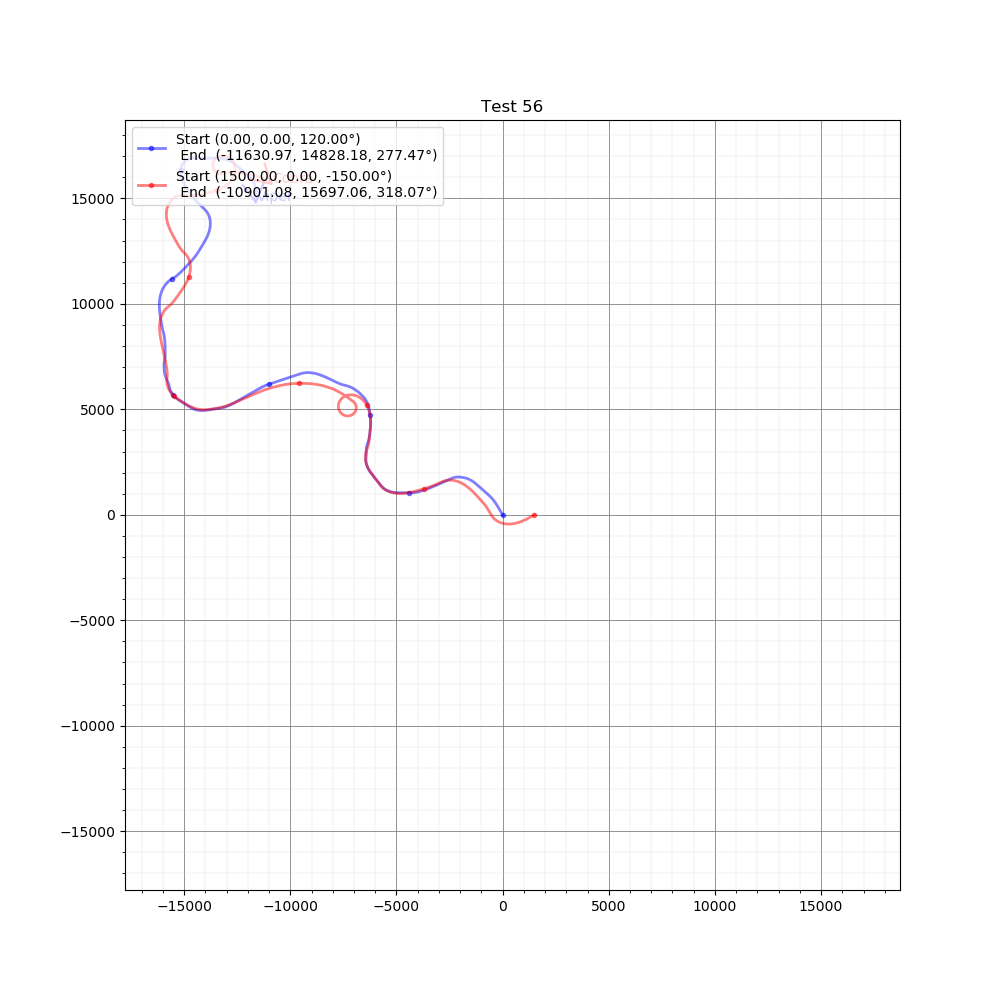 Test 56
Start (0.00, 0.00, 120.00°)
End (-11630.97, 14828.18, 277.47°)
Start (1500.00, 0.00, -150.00°)
End (-10901.08, 15697.06, 318.07°)
15000
10000
5000
0
−5000
−10000
−15000
−15000 −10000 −5000 0 5000 10000 15000